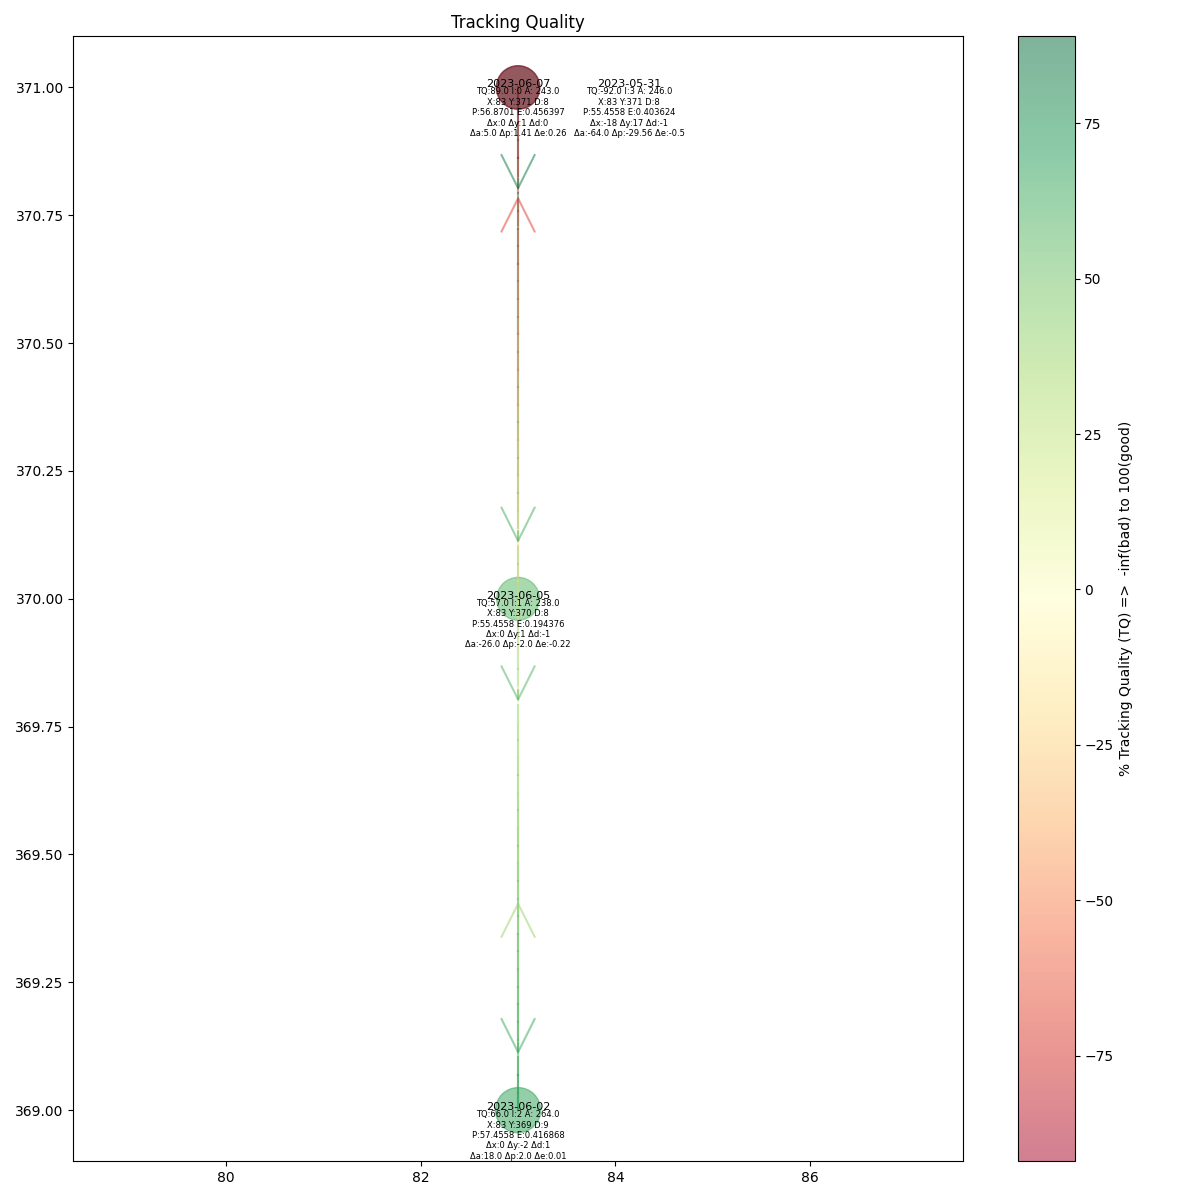 Tracking Quality
371.00
370.75
370.50
370.25
370.00
369.75
369.50
369.25
369.00
80
82
84
86
2023-06-07
TQ:89.0 I:0 A: 243.0
X:83 Y:371 D:8
P:56.8701 E:0.456397
Δx:0 Δy:1 Δd:0
Δa:5.0 Δp:1.41 Δe:0.26
2023-05-31
TQ:-92.0 I:3 A: 246.0
X:83 Y:371 D:8
P:55.4558 E:0.403624
Δx:-18 Δy:17 Δd:-1
Δa:-64.0 Δp:-29.56 Δe:-0.5
2023-06-05
TQ:57.0 I:1 A: 238.0
X:83 Y:370 D:8
P:55.4558 E:0.194376
Δx:0 Δy:1 Δd:-1
Δa:-26.0 Δp:-2.0 Δe:-0.22
2023-06-02
TQ:66.0 I:2 A: 264.0
X:83 Y:369 D:9
P:57.4558 E:0.416868
Δx:0 Δy:-2 Δd:1
Δa:18.0 Δp:2.0 Δe:0.01
75
50
25
0
−25
−50
−75
% Tracking Quality (TQ) => -inf(bad) to 100(good)